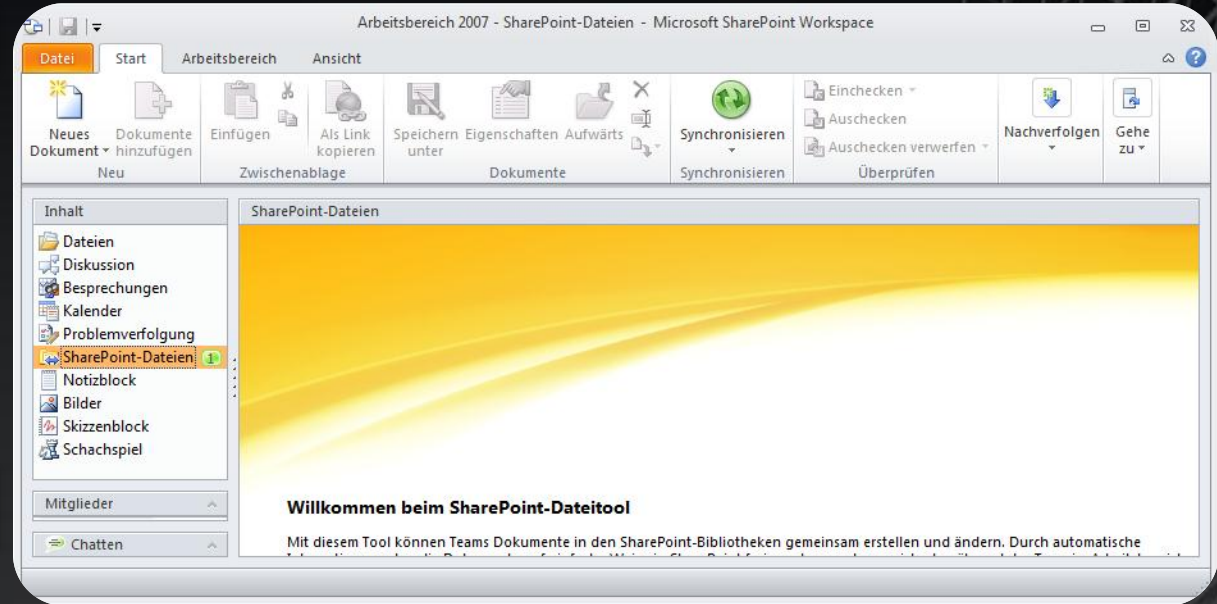 Arbeitsbereich 2007 - SharePoint-Dateien - Microsoft SharePoint Workspace
Datei Start Arbeitsbereich Ansicht
Neues Dokument
Dokumente hinzufügen
Neu
Einfügen
Als Link kopieren
Zwischenablage
Speichern unter
Eigenschaften
Aufwärts
Dokumente
Synchronisieren
Synchronisieren
Einchecken
Auschecken
Auschecken verwerfen
Überprüfen
Nachverfolgen
Gehe zu
Inhalt
Dateien
Diskussion
Besprechungen
Kalender
Problemverfolgung
SharePoint-Dateien 1
Notizblock
Bilder
Skizzenblock
Schachspiel
Mitglieder
Chatten
SharePoint-Dateien
Willkommen beim SharePoint-Dateitool
Mit diesem Tool können Teams Dokumente in den SharePoint-Bibliotheken gemeinsam erstellen und ändern. Durch automatische